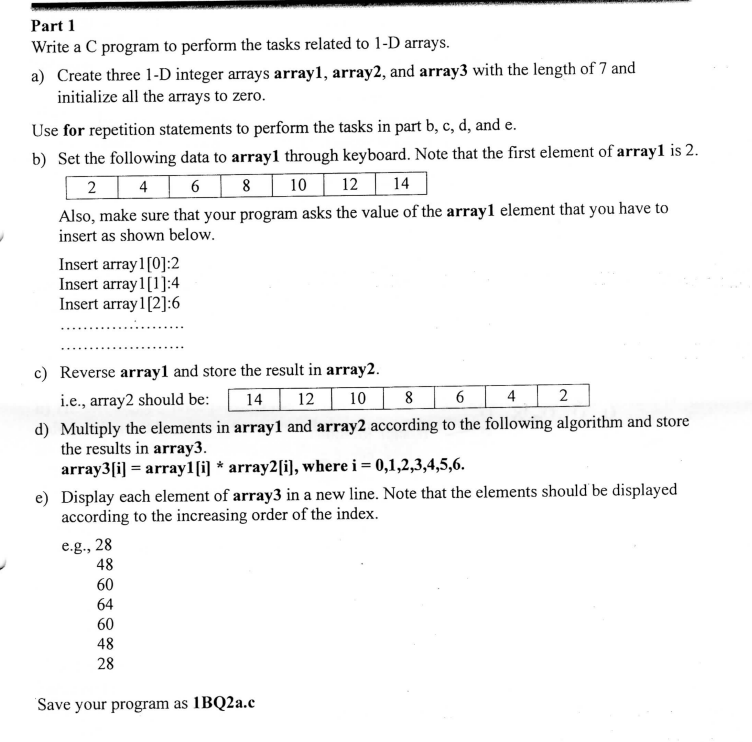 Part 1
Write a C program to perform the tasks related to 1-D arrays.
a) Create three 1-D integer arrays array1, array2, and array3 with the length of 7 and
initialize all the arrays to zero.
Use for repetition statements to perform the tasks in part b, c, d, and e.
b) Set the following data to array1 through keyboard. Note that the first element of array1 is 2.
2 4 6 8 10 12 14
Also, make sure that your program asks the value of the array1 element that you have to
insert as shown below.
Insert array1[0]:2
Insert array1[1]:4
Insert array1[2]:6
......................
......................
c) Reverse array1 and store the result in array2.
i.e., array2 should be: 14 12 10 8 6 4 2
d) Multiply the elements in array1 and array2 according to the following algorithm and store
the results in array3.
array3[i] = array1[i] * array2[i], where i = 0,1,2,3,4,5,6.
e) Display each element of array3 in a new line. Note that the elements should be displayed
according to the increasing order of the index.
e.g., 28
48
60
64
60
48
28
Save your program as 1BQ2a.c